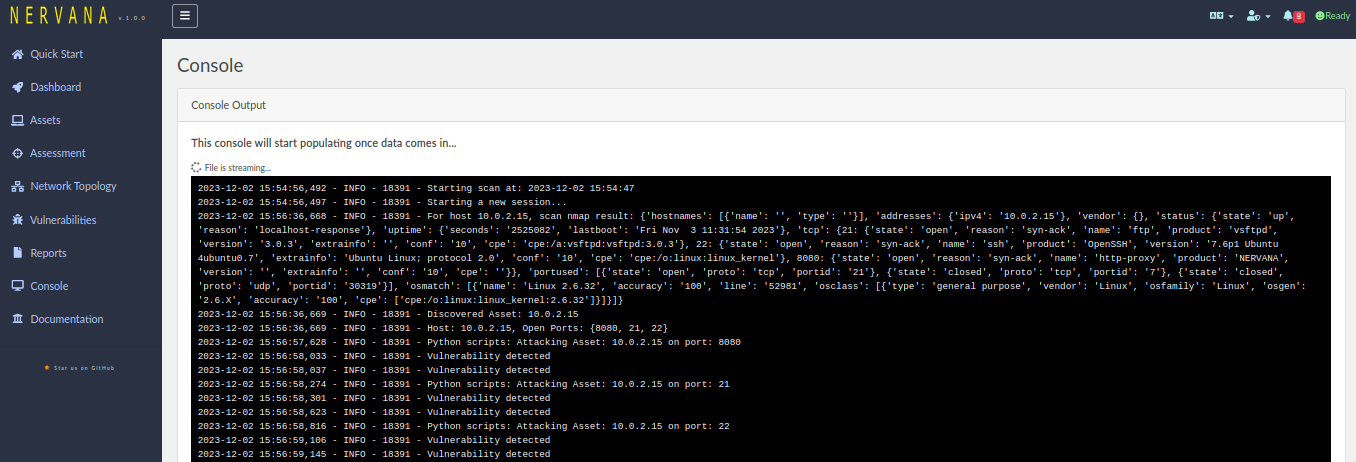 NERVANA v.1.0.0
8 Ready
Quick Start
Dashboard
Assets
Assessment
Network Topology
Vulnerabilities
Reports
Console
Documentation
Star us on GitHub
Console
Console Output
This console will start populating once data comes in...
File is streaming...
2023-12-02 15:54:56,492 - INFO - 18391 - Starting scan at: 2023-12-02 15:54:47
2023-12-02 15:54:56,497 - INFO - 18391 - Starting a new session...
2023-12-02 15:56:36,668 - INFO - 18391 - For host 10.0.2.15, scan nmap result: {'hostnames': [{'name': '', 'type': ''}], 'addresses': {'ipv4': '10.0.2.15'}, 'vendor': {}, 'status': {'state': 'up',
'reason': 'localhost-response'}, 'uptime': {'seconds': '2525082', 'lastboot': 'Fri Nov  3 11:31:54 2023'}, 'tcp': {21: {'state': 'open', 'reason': 'syn-ack', 'name': 'ftp', 'product': 'vsftpd',
'version': '3.0.3', 'extrainfo': '', 'conf': '10', 'cpe': 'cpe:/a:vsftpd:vsftpd:3.0.3'}, 22: {'state': 'open', 'reason': 'syn-ack', 'name': 'ssh', 'product': 'OpenSSH', 'version': '7.6p1 Ubuntu
4ubuntu0.7', 'extrainfo': 'Ubuntu Linux; protocol 2.0', 'conf': '10', 'cpe': 'cpe:/o:linux:linux_kernel'}, 8080: {'state': 'open', 'reason': 'syn-ack', 'name': 'http-proxy', 'product': 'NERVANA',
'version': '', 'extrainfo': '', 'conf': '10', 'cpe': ''}}, 'portused': [{'state': 'open', 'proto': 'tcp', 'portid': '21'}, {'state': 'closed', 'proto': 'tcp', 'portid': '7'}, {'state': 'closed',
'proto': 'udp', 'portid': '30319'}], 'osmatch': [{'name': 'Linux 2.6.32', 'accuracy': '100', 'line': '52981', 'osclass': [{'type': 'general purpose', 'vendor': 'Linux', 'osfamily': 'Linux', 'osgen':
'2.6.X', 'accuracy': '100', 'cpe': ['cpe:/o:linux:linux_kernel:2.6.32']}]}]}
2023-12-02 15:56:36,669 - INFO - 18391 - Discovered Asset: 10.0.2.15
2023-12-02 15:56:36,669 - INFO - 18391 - Host: 10.0.2.15, Open Ports: {8080, 21, 22}
2023-12-02 15:56:57,628 - INFO - 18391 - Python scripts: Attacking Asset: 10.0.2.15 on port: 8080
2023-12-02 15:56:58,033 - INFO - 18391 - Vulnerability detected
2023-12-02 15:56:58,037 - INFO - 18391 - Vulnerability detected
2023-12-02 15:56:58,274 - INFO - 18391 - Python scripts: Attacking Asset: 10.0.2.15 on port: 21
2023-12-02 15:56:58,301 - INFO - 18391 - Vulnerability detected
2023-12-02 15:56:58,623 - INFO - 18391 - Vulnerability detected
2023-12-02 15:56:58,816 - INFO - 18391 - Python scripts: Attacking Asset: 10.0.2.15 on port: 22
2023-12-02 15:56:59,106 - INFO - 18391 - Vulnerability detected
2023-12-02 15:56:59,145 - INFO - 18391 - Vulnerability detected